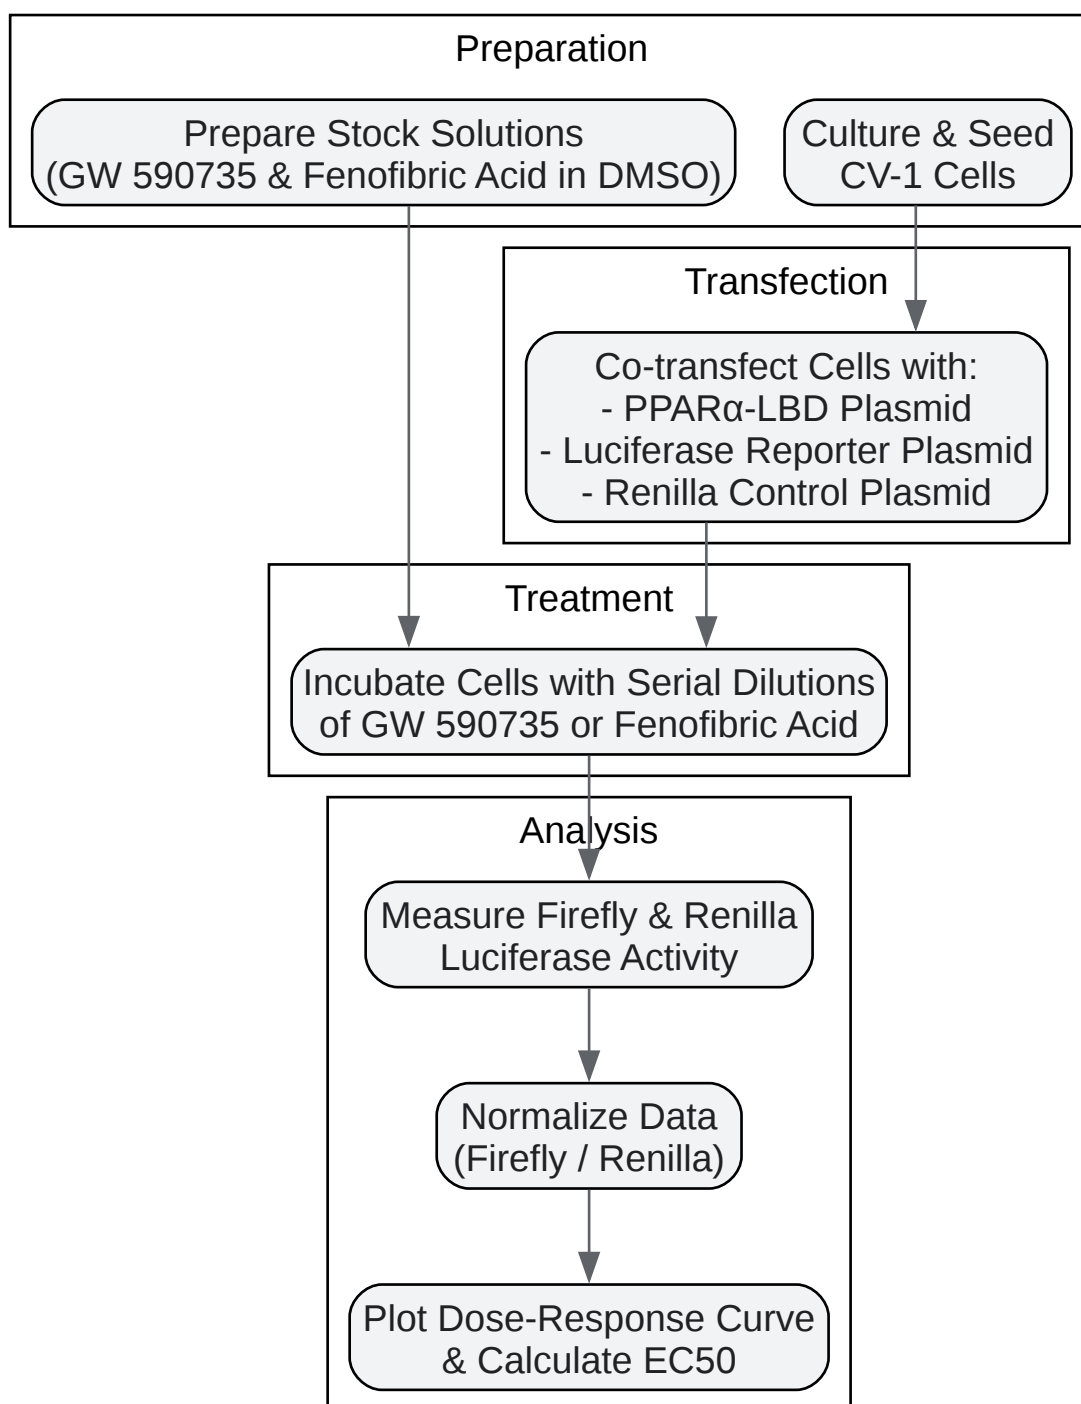 Preparation
Prepare Stock Solutions
(GW 590735 & Fenofibric Acid in DMSO)
Culture & Seed
CV-1 Cells
Transfection
Co-transfect Cells with:
- PPARα-LBD Plasmid
- Luciferase Reporter Plasmid
- Renilla Control Plasmid
Treatment
Incubate Cells with Serial Dilutions
of GW 590735 or Fenofibric Acid
Analysis
Measure Firefly & Renilla
Luciferase Activity
Normalize Data
(Firefly / Renilla)
Plot Dose-Response Curve
& Calculate EC50